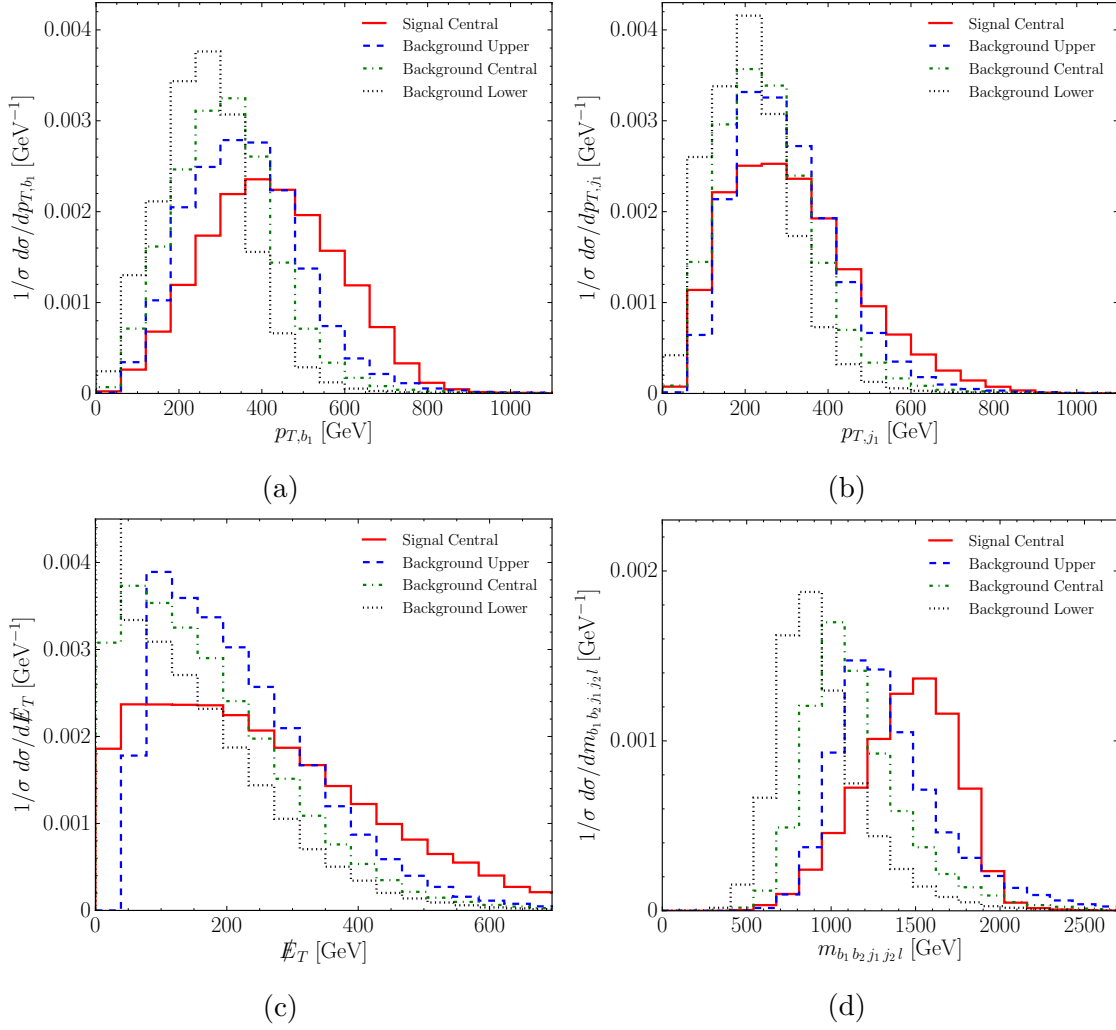 0.004
0.003
0.002
0.001
0
0 200 400 600 800 1000
1/σ dσ/dp_{T,b_1} [GeV^{-1}]
p_{T,b_1} [GeV]
Signal Central
Background Upper
Background Central
Background Lower
(a)
0.004
0.003
0.002
0.001
0
0 200 400 600 800 1000
1/σ dσ/dp_{T,j_1} [GeV^{-1}]
p_{T,j_1} [GeV]
Signal Central
Background Upper
Background Central
Background Lower
(b)
0.004
0.003
0.002
0.001
0
0 200 400 600
1/σ dσ/dE̸_T [GeV^{-1}]
E̸_T [GeV]
Signal Central
Background Upper
Background Central
Background Lower
(c)
0.002
0.001
0
0 500 1000 1500 2000 2500
1/σ dσ/dm_{b_1 b_2 j_1 j_2 l} [GeV^{-1}]
m_{b_1 b_2 j_1 j_2 l} [GeV]
Signal Central
Background Upper
Background Central
Background Lower
(d)